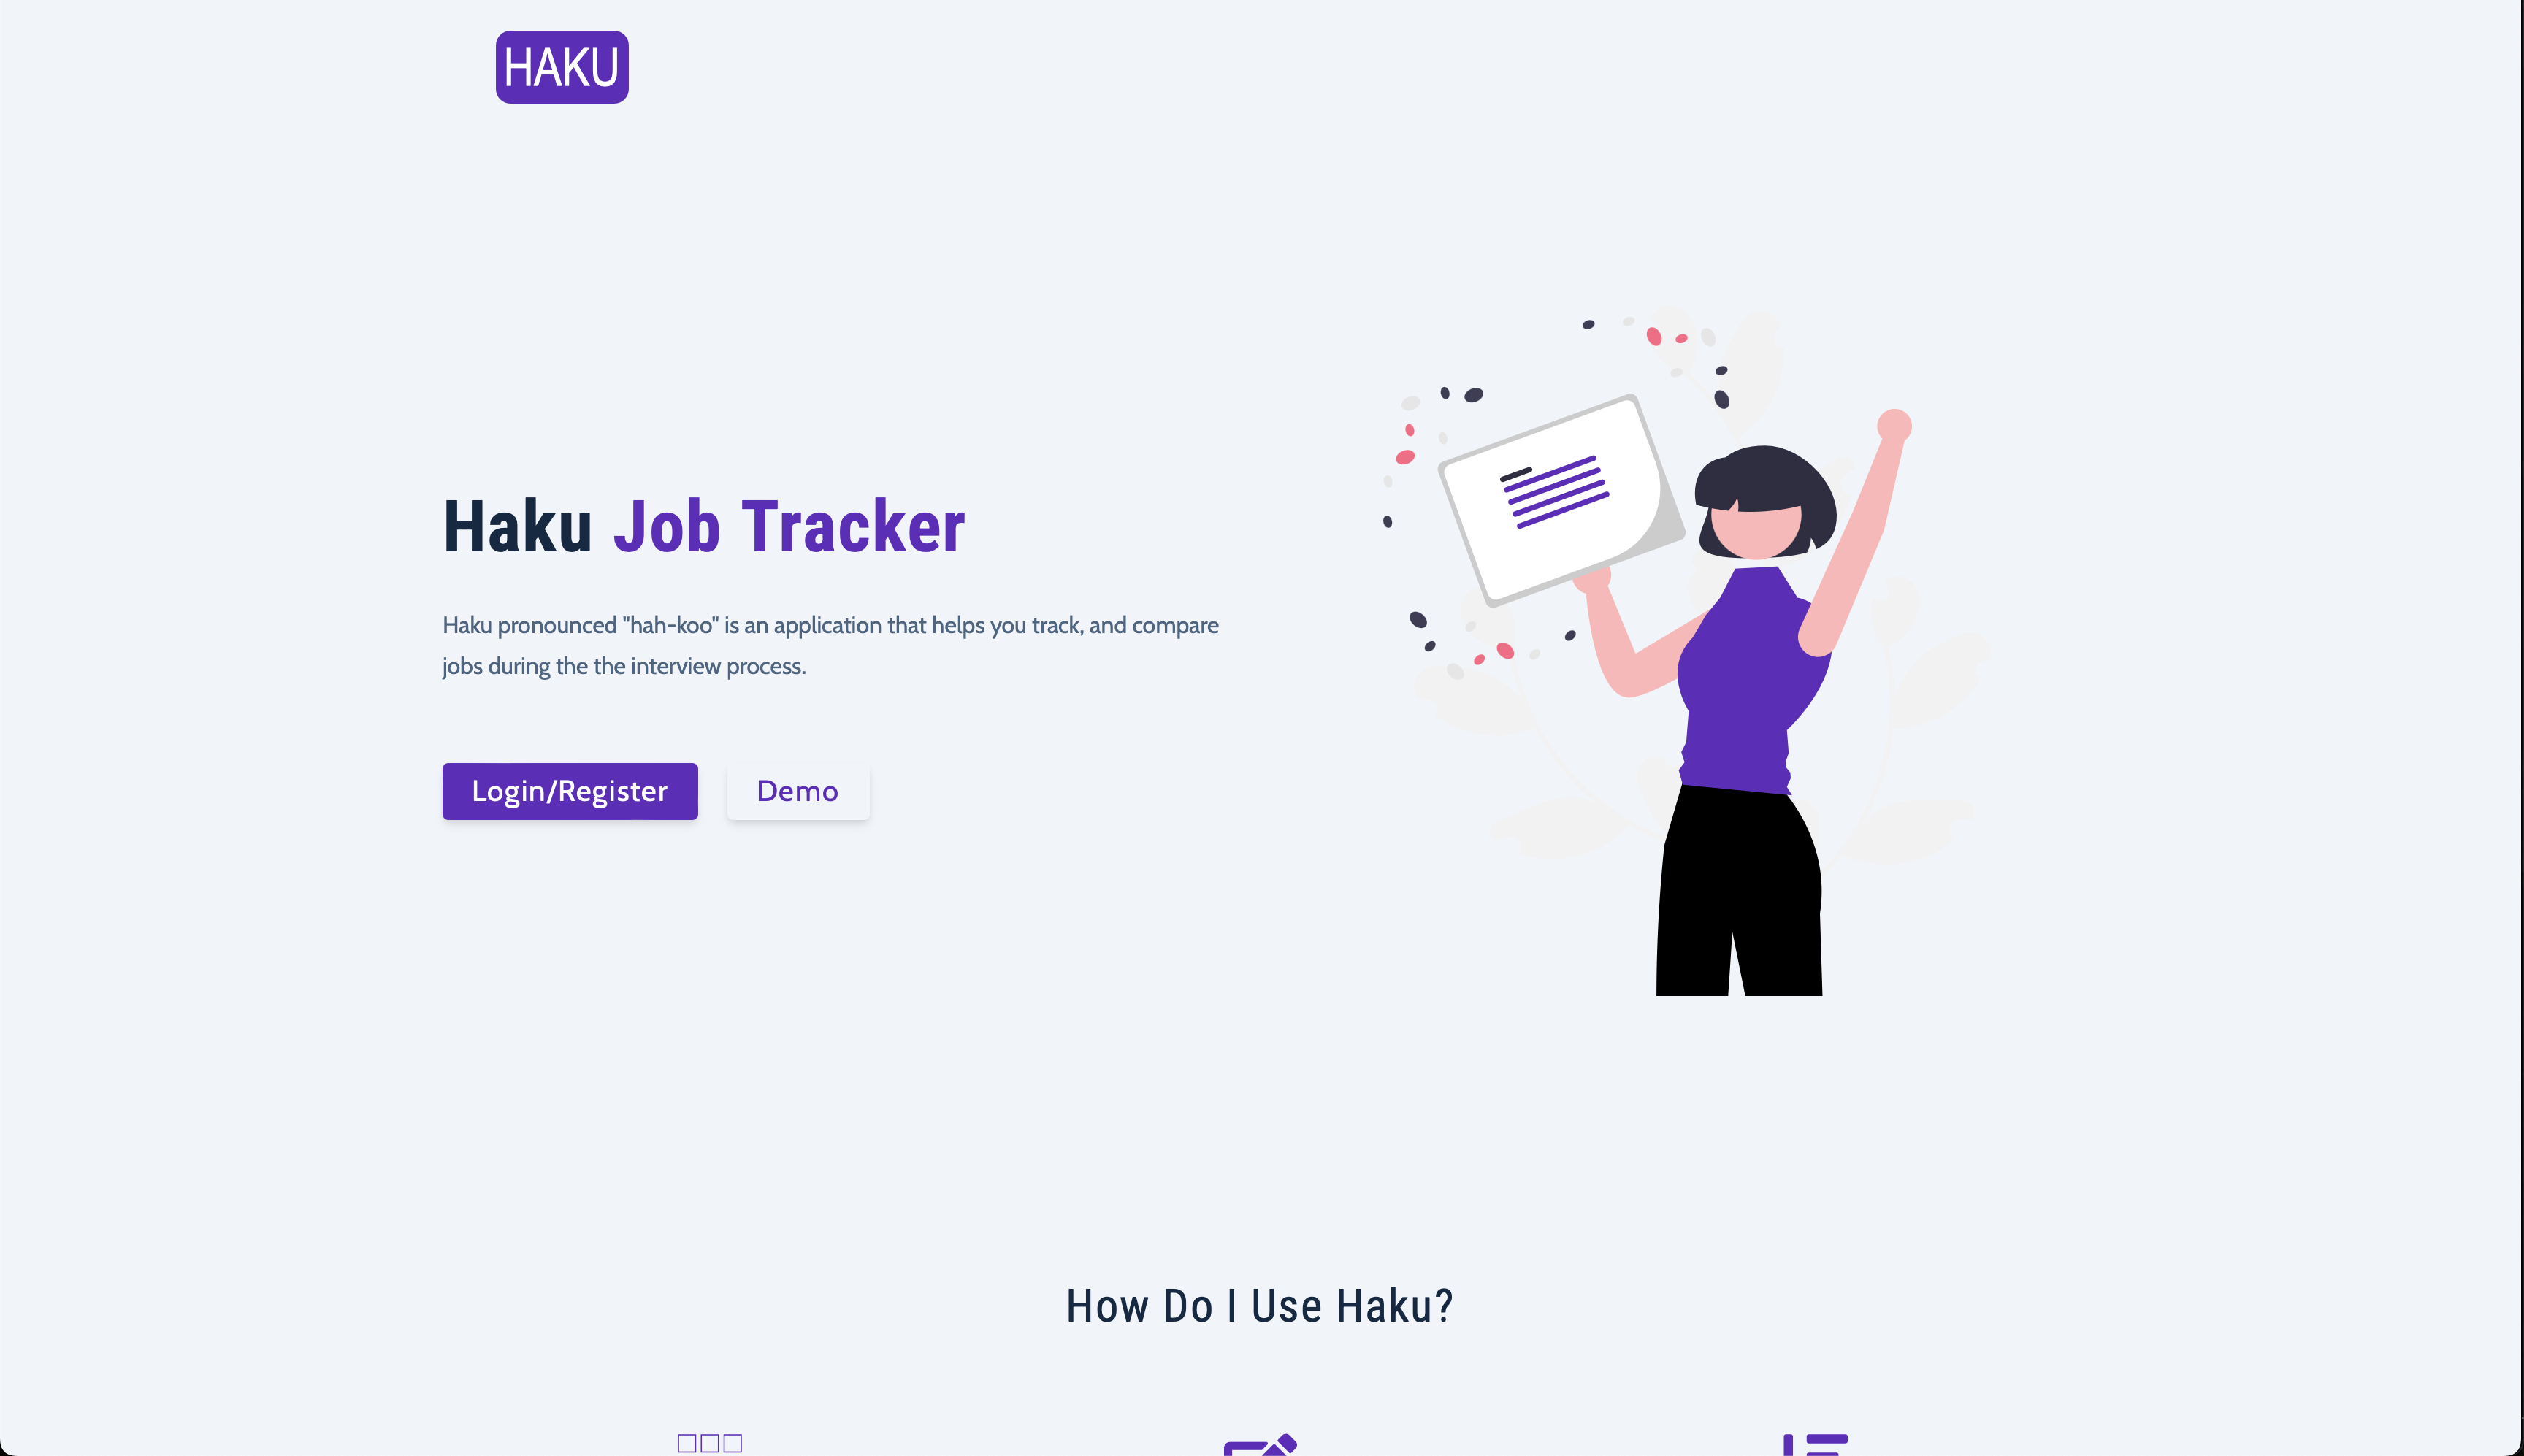 HAKU
Haku Job Tracker
Haku pronounced "hah-koo" is an application that helps you track, and compare
jobs during the the interview process.
Login/Register
Demo
How Do I Use Haku?